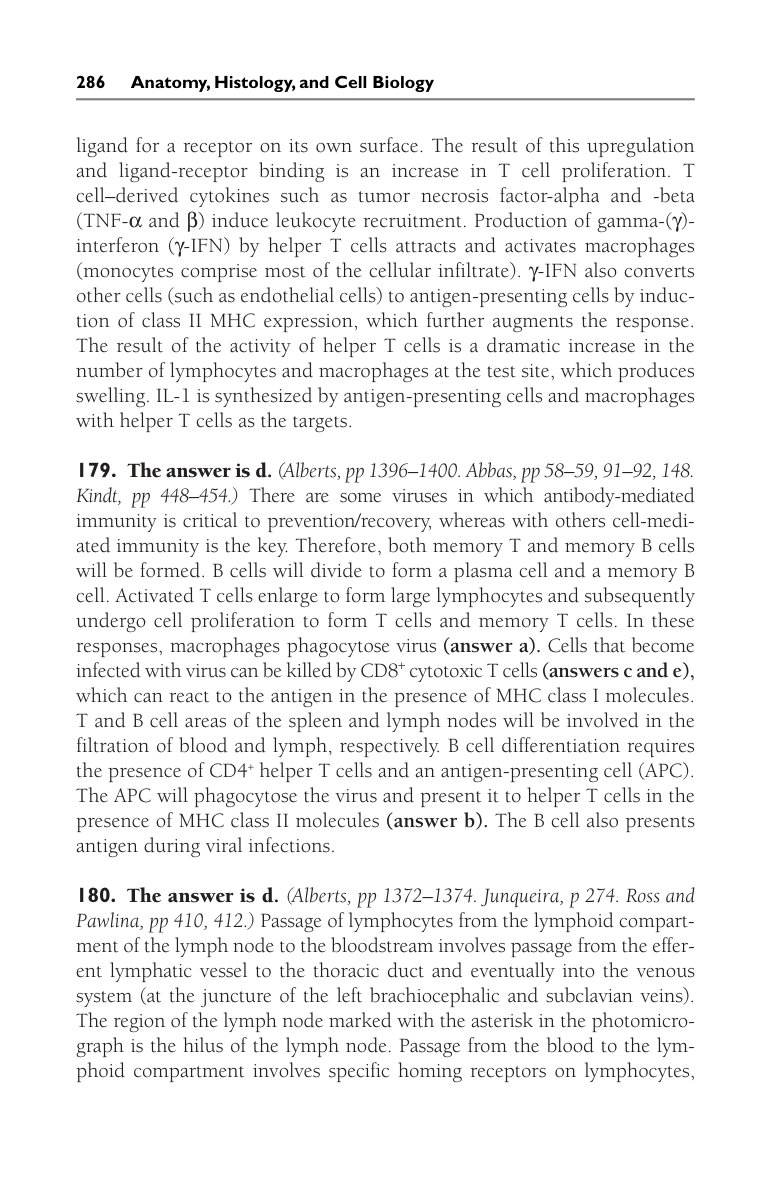 286 Anatomy, Histology, and Cell Biology
ligand for a receptor on its own surface. The result of this upregulation
and ligand-receptor binding is an increase in T cell proliferation. T
cell–derived cytokines such as tumor necrosis factor-alpha and -beta
(TNF-α and β) induce leukocyte recruitment. Production of gamma-(γ)-
interferon (γ-IFN) by helper T cells attracts and activates macrophages
(monocytes comprise most of the cellular infiltrate). γ-IFN also converts
other cells (such as endothelial cells) to antigen-presenting cells by induc-
tion of class II MHC expression, which further augments the response.
The result of the activity of helper T cells is a dramatic increase in the
number of lymphocytes and macrophages at the test site, which produces
swelling. IL-1 is synthesized by antigen-presenting cells and macrophages
with helper T cells as the targets.
179. The answer is d. (Alberts, pp 1396–1400. Abbas, pp 58–59, 91–92, 148.
Kindt, pp 448–454.) There are some viruses in which antibody-mediated
immunity is critical to prevention/recovery, whereas with others cell-medi-
ated immunity is the key. Therefore, both memory T and memory B cells
will be formed. B cells will divide to form a plasma cell and a memory B
cell. Activated T cells enlarge to form large lymphocytes and subsequently
undergo cell proliferation to form T cells and memory T cells. In these
responses, macrophages phagocytose virus (answer a). Cells that become
infected with virus can be killed by CD8⁺ cytotoxic T cells (answers c and e),
which can react to the antigen in the presence of MHC class I molecules.
T and B cell areas of the spleen and lymph nodes will be involved in the
filtration of blood and lymph, respectively. B cell differentiation requires
the presence of CD4⁺ helper T cells and an antigen-presenting cell (APC).
The APC will phagocytose the virus and present it to helper T cells in the
presence of MHC class II molecules (answer b). The B cell also presents
antigen during viral infections.
180. The answer is d. (Alberts, pp 1372–1374. Junqueira, p 274. Ross and
Pawlina, pp 410, 412.) Passage of lymphocytes from the lymphoid compart-
ment of the lymph node to the bloodstream involves passage from the effer-
ent lymphatic vessel to the thoracic duct and eventually into the venous
system (at the juncture of the left brachiocephalic and subclavian veins).
The region of the lymph node marked with the asterisk in the photomicro-
graph is the hilus of the lymph node. Passage from the blood to the lym-
phoid compartment involves specific homing receptors on lymphocytes,